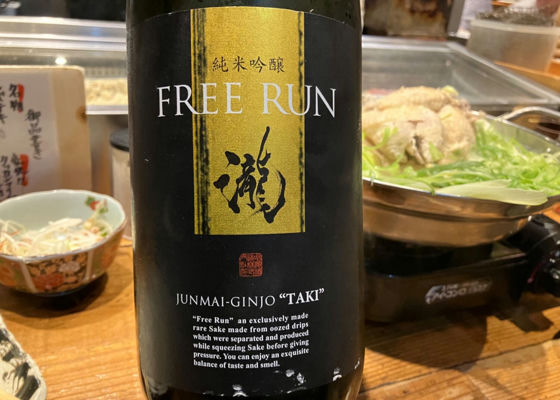 純米吟醸
FREE RUN
瀧
JUNMAI-GINJO "TAKI"
"Free Run" an exclusively made
rare Sake made from oozed drips
which were separated and produced
while squeezing Sake before giving
pressure. You can enjoy an exquisite
balance of taste and smell.